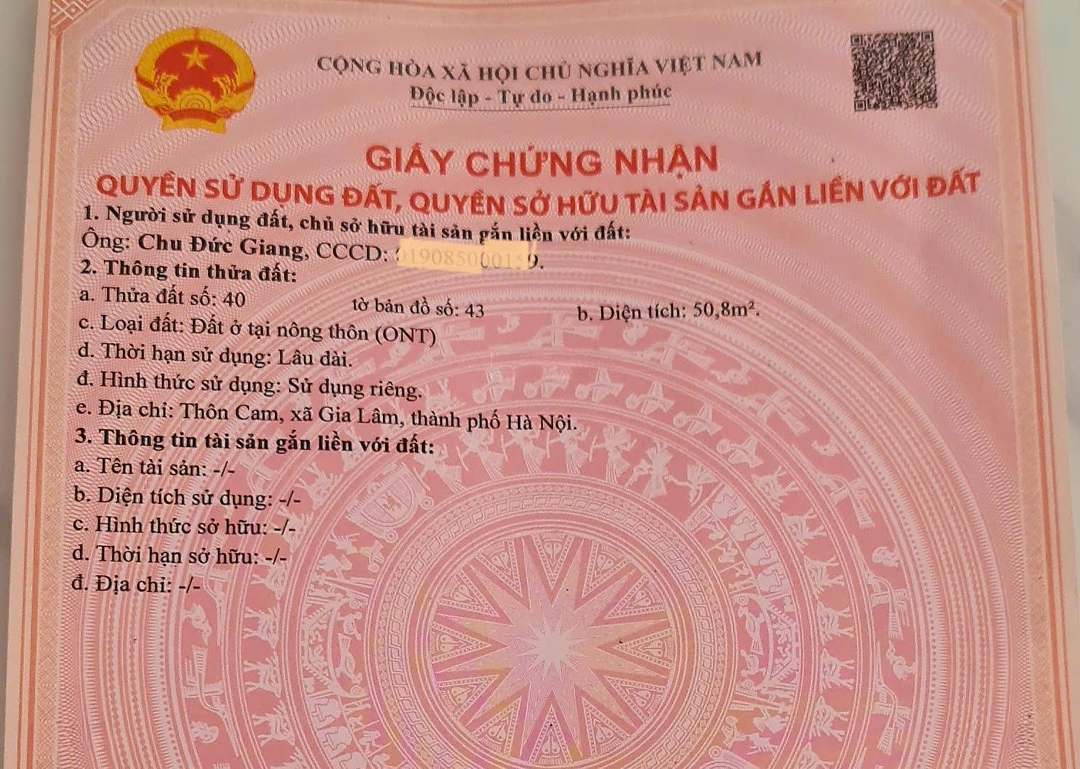 CỘNG HÒA XÃ HỘI CHỦ NGHĨA VIỆT NAM
Độc lập - Tự do - Hạnh phúc
GIẤY CHỨNG NHẬN
QUYỀN SỬ DỤNG ĐẤT, QUYỀN SỞ HỮU TÀI SẢN GẮN LIỀN VỚI ĐẤT
1. Người sử dụng đất, chủ sở hữu tài sản gắn liền với đất:
Ông: Chu Đức Giang, CCCD:
2. Thông tin thửa đất:
a. Thửa đất số: 40 tờ bản đồ số: 43 b. Diện tích: 50,8m².
c. Loại đất: Đất ở tại nông thôn (ONT)
d. Thời hạn sử dụng: Lâu dài.
đ. Hình thức sử dụng: Sử dụng riêng.
e. Địa chỉ: Thôn Cam, xã Gia Lâm, thành phố Hà Nội.
3. Thông tin tài sản gắn liền với đất:
a. Tên tài sản: -/-
b. Diện tích sử dụng: -/-
c. Hình thức sở hữu: -/-
d. Thời hạn sở hữu: -/-
đ. Địa chỉ: -/-